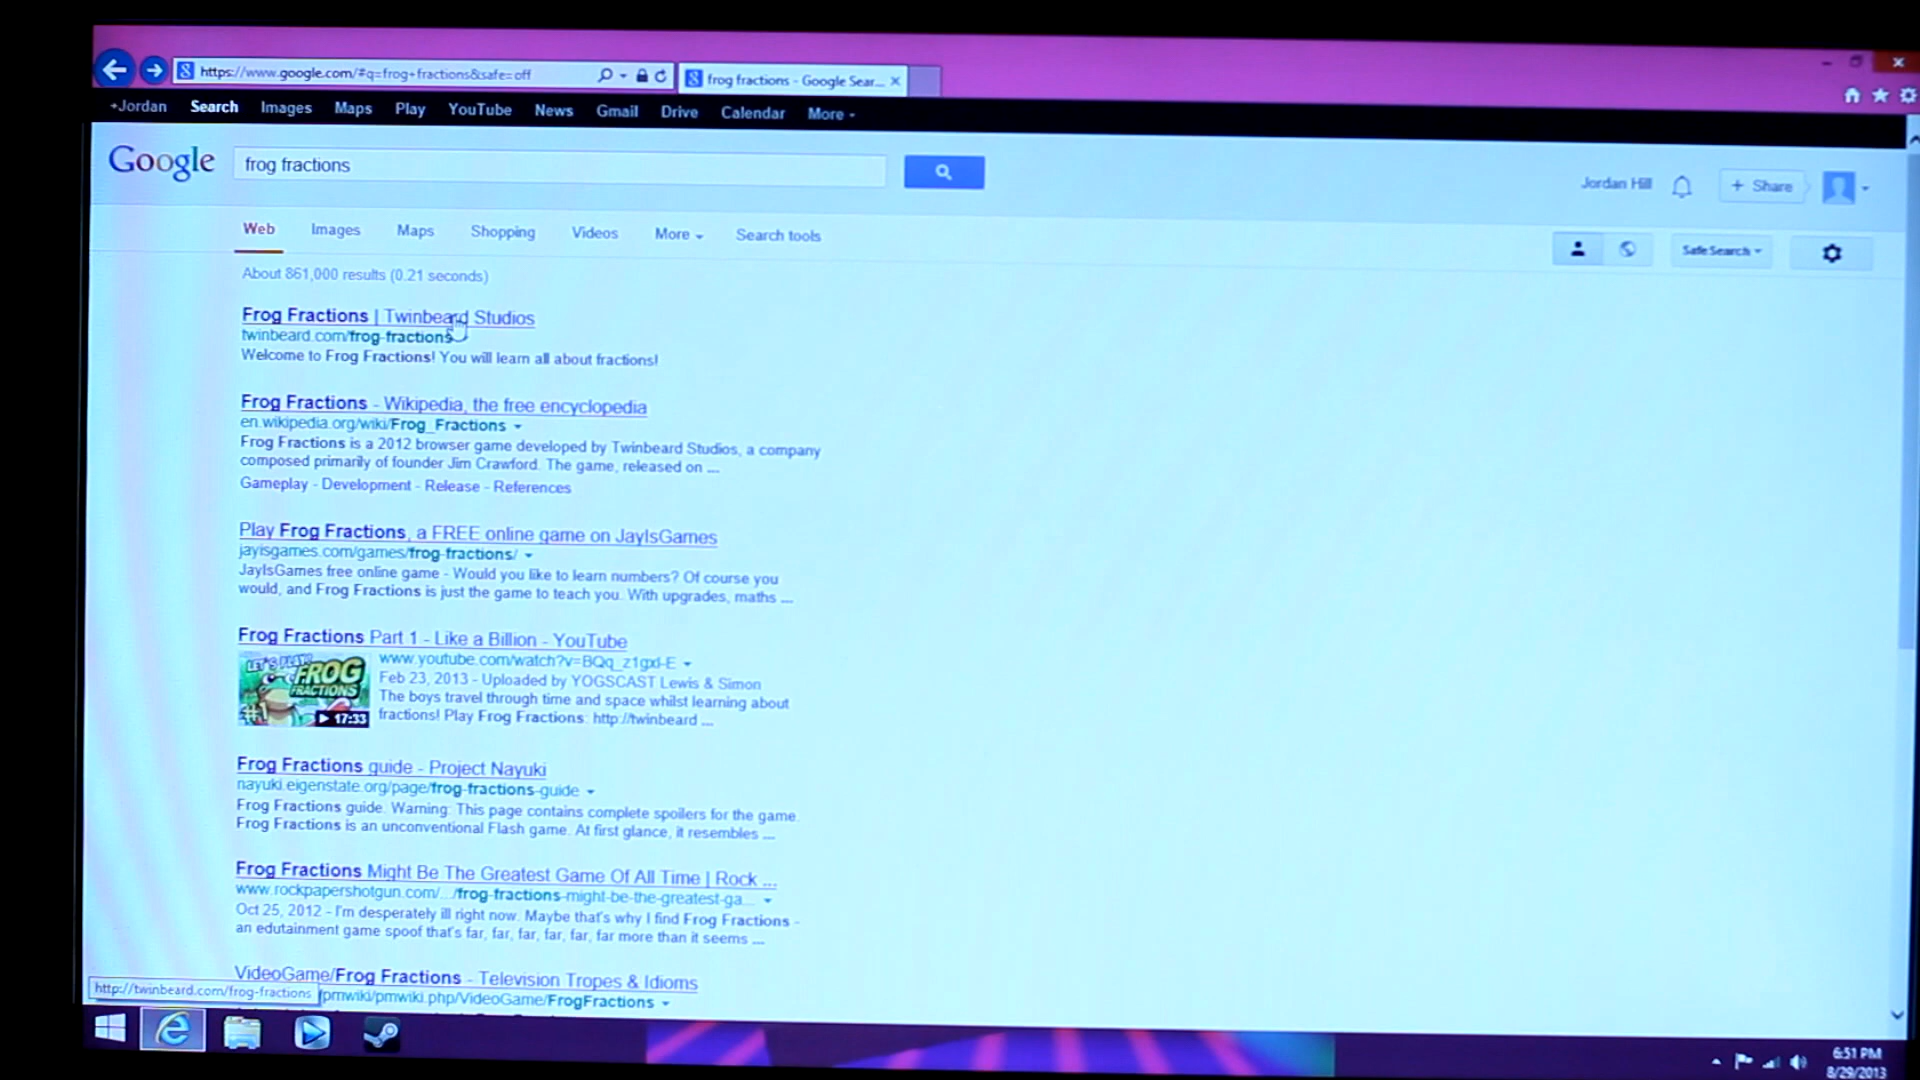 https://www.google.com/#q=frog+fractions&safe=off
frog fractions - Google Sear...
+Jordan Search Images Maps Play YouTube News Gmail Drive Calendar More
Google frog fractions
Jordan Hill + Share
Web Images Maps Shopping Videos More Search tools
SafeSearch
About 861,000 results (0.21 seconds)
Frog Fractions | Twinbeard Studios
twinbeard.com/frog-fractions
Welcome to Frog Fractions! You will learn all about fractions!
Frog Fractions - Wikipedia, the free encyclopedia
en.wikipedia.org/wiki/Frog_Fractions
Frog Fractions is a 2012 browser game developed by Twinbeard Studios, a company
composed primarily of founder Jim Crawford. The game, released on ...
Gameplay - Development - Release - References
Play Frog Fractions, a FREE online game on JayIsGames
jayisgames.com/games/frog-fractions/
JayIsGames free online game - Would you like to learn numbers? Of course you
would, and Frog Fractions is just the game to teach you. With upgrades, maths ...
Frog Fractions Part 1 - Like a Billion - YouTube
LET'S PLAY FROG FRACTIONS #1 17:33
www.youtube.com/watch?v=BQq_z1gxl-E
Feb 23, 2013 - Uploaded by YOGSCAST Lewis & Simon
The boys travel through time and space whilst learning about
fractions! Play Frog Fractions: http://twinbeard ...
Frog Fractions guide - Project Nayuki
nayuki.eigenstate.org/page/frog-fractions-guide
Frog Fractions guide. Warning: This page contains complete spoilers for the game.
Frog Fractions is an unconventional Flash game. At first glance, it resembles ...
Frog Fractions Might Be The Greatest Game Of All Time | Rock ...
www.rockpapershotgun.com/.../frog-fractions-might-be-the-greatest-ga...
Oct 25, 2012 - I'm desperately ill right now. Maybe that's why I find Frog Fractions -
an edutainment game spoof that's far, far, far, far, far, far more than it seems ...
VideoGame/Frog Fractions - Television Tropes & Idioms
http://twinbeard.com/frog-fractions /pmwiki/pmwiki.php/VideoGame/FrogFractions
6:51 PM
8/29/2013